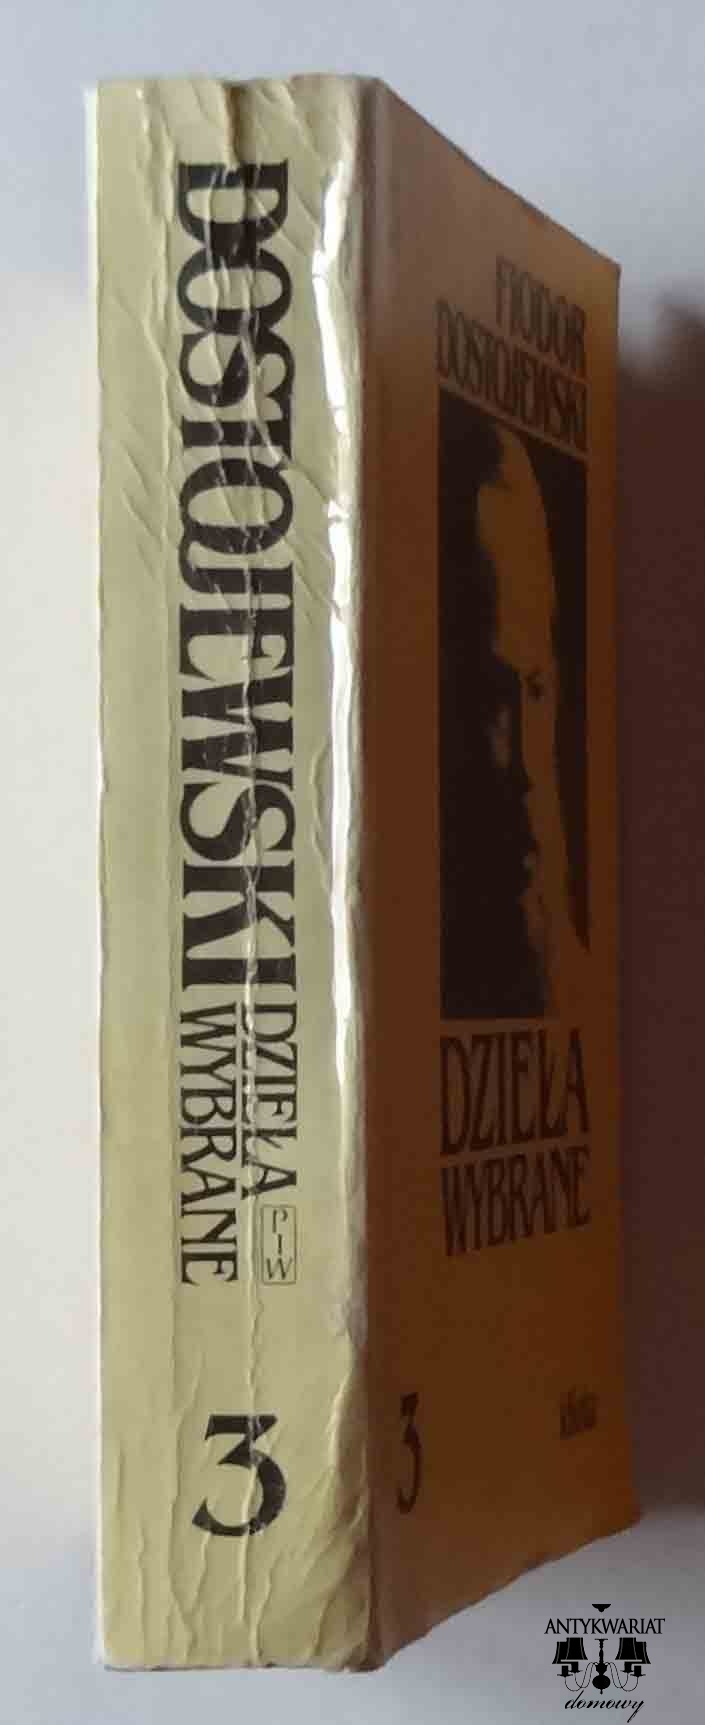 DOSTOJEWSKI
DZIEŁA
WYBRANE
PIW
3
FIODOR
DOSTOJEWSKI
DZIEŁA
WYBRANE
3
ANTYKWARIAT
domowy